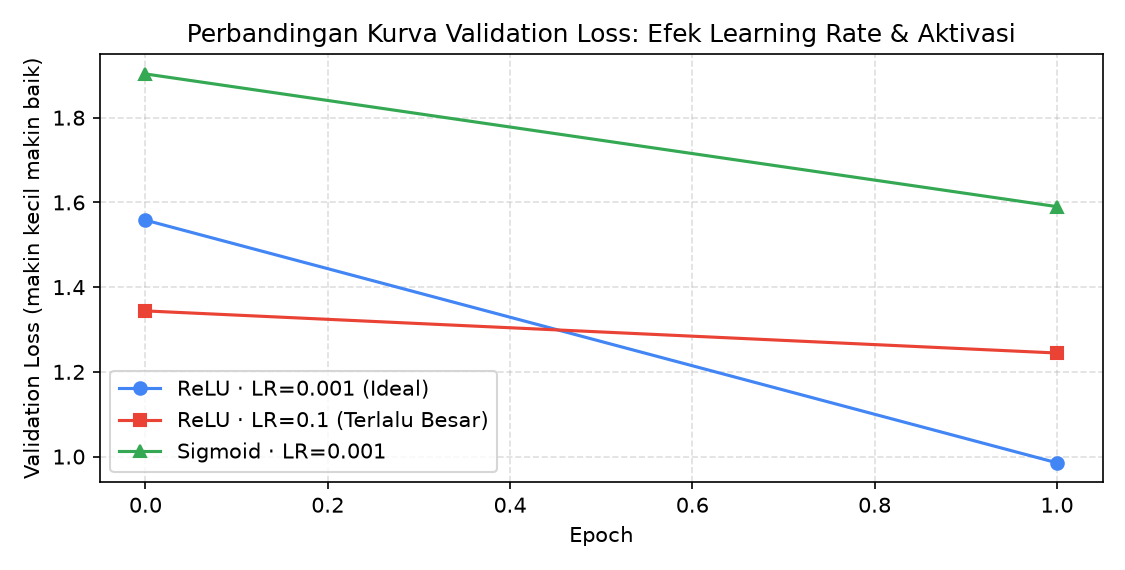 Perbandingan Kurva Validation Loss: Efek Learning Rate & Aktivasi
Validation Loss (makin kecil makin baik)
1.8
1.6
1.4
1.2
1.0
ReLU · LR=0.001 (Ideal)
ReLU · LR=0.1 (Terlalu Besar)
Sigmoid · LR=0.001
0.0 0.2 0.4 0.6 0.8 1.0
Epoch